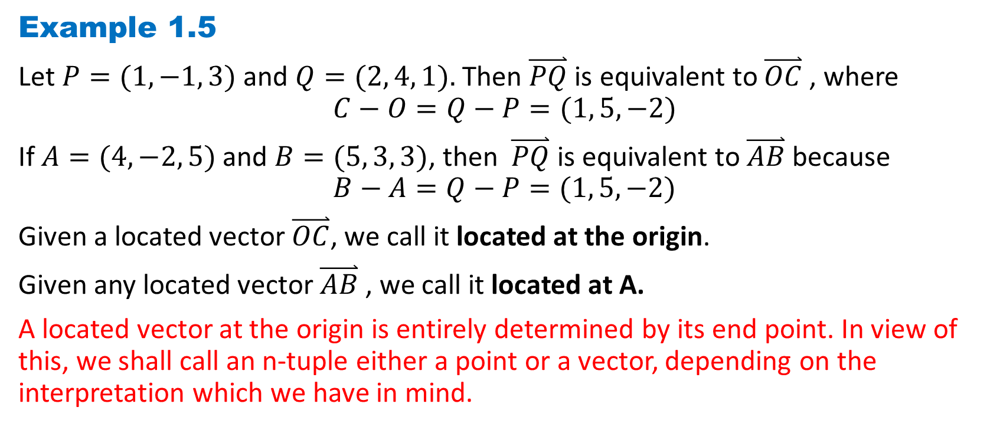 Example 1.5
Let P = (1, −1, 3) and Q = (2, 4, 1). Then $\overrightarrow{PQ}$ is equivalent to $\overrightarrow{OC}$ , where
C − O = Q − P = (1, 5, −2)
If A = (4, −2, 5) and B = (5, 3, 3), then $\overrightarrow{PQ}$ is equivalent to $\overrightarrow{AB}$ because
B − A = Q − P = (1, 5, −2)
Given a located vector $\overrightarrow{OC}$, we call it located at the origin.
Given any located vector $\overrightarrow{AB}$ , we call it located at A.
A located vector at the origin is entirely determined by its end point. In view of
this, we shall call an n-tuple either a point or a vector, depending on the
interpretation which we have in mind.